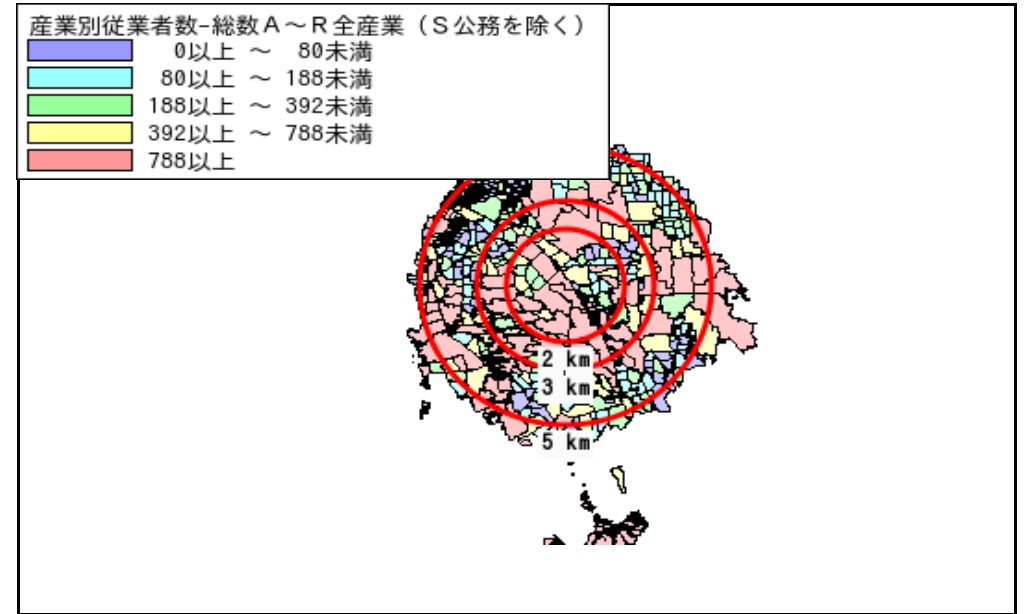 産業別従業者数−総数A〜R全産業（S公務を除く）
0以上 〜 80未満
80以上 〜 188未満
188以上 〜 392未満
392以上 〜 788未満
788以上
2 km
3 km
5 km